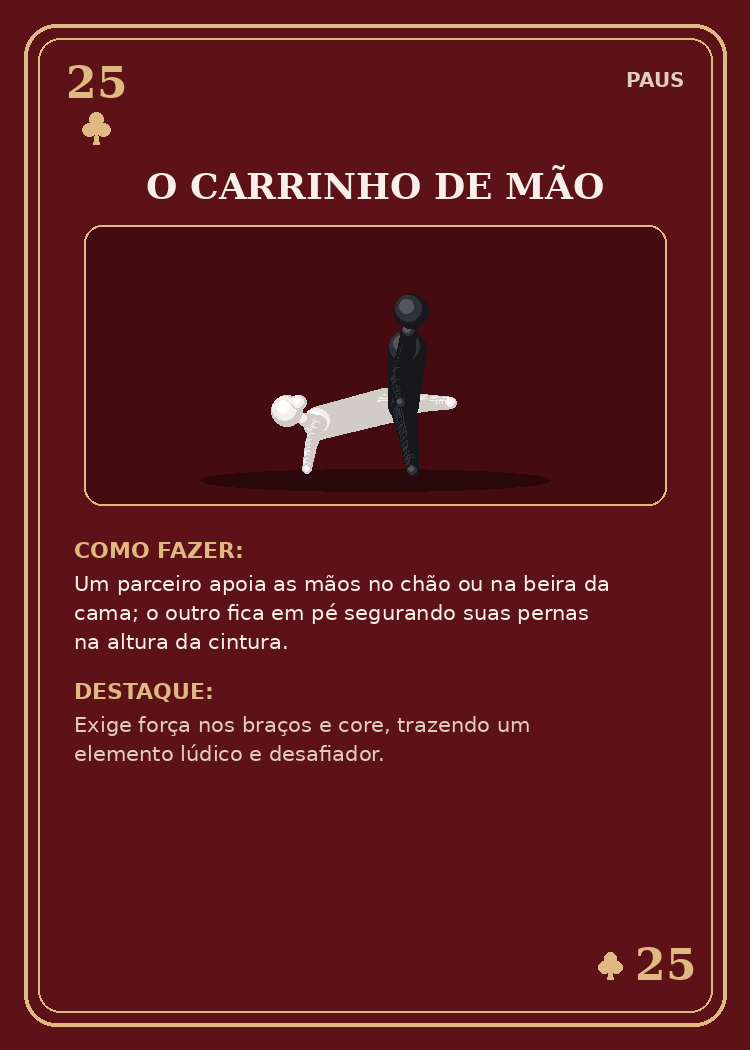 25
PAUS
O CARRINHO DE MÃO
COMO FAZER:
Um parceiro apoia as mãos no chão ou na beira da
cama; o outro fica em pé segurando suas pernas
na altura da cintura.
DESTAQUE:
Exige força nos braços e core, trazendo um
elemento lúdico e desafiador.
25